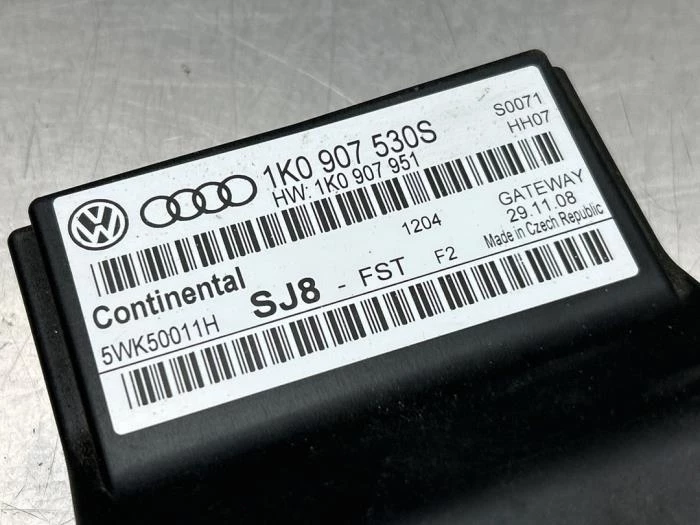 1K0 907 530S
S0071
HW: 1K0 907 951
HH07
1204
GATEWAY
29.11.08
Continental
SJ8 - FST F2
Made in Czech Republic
5WK50011H